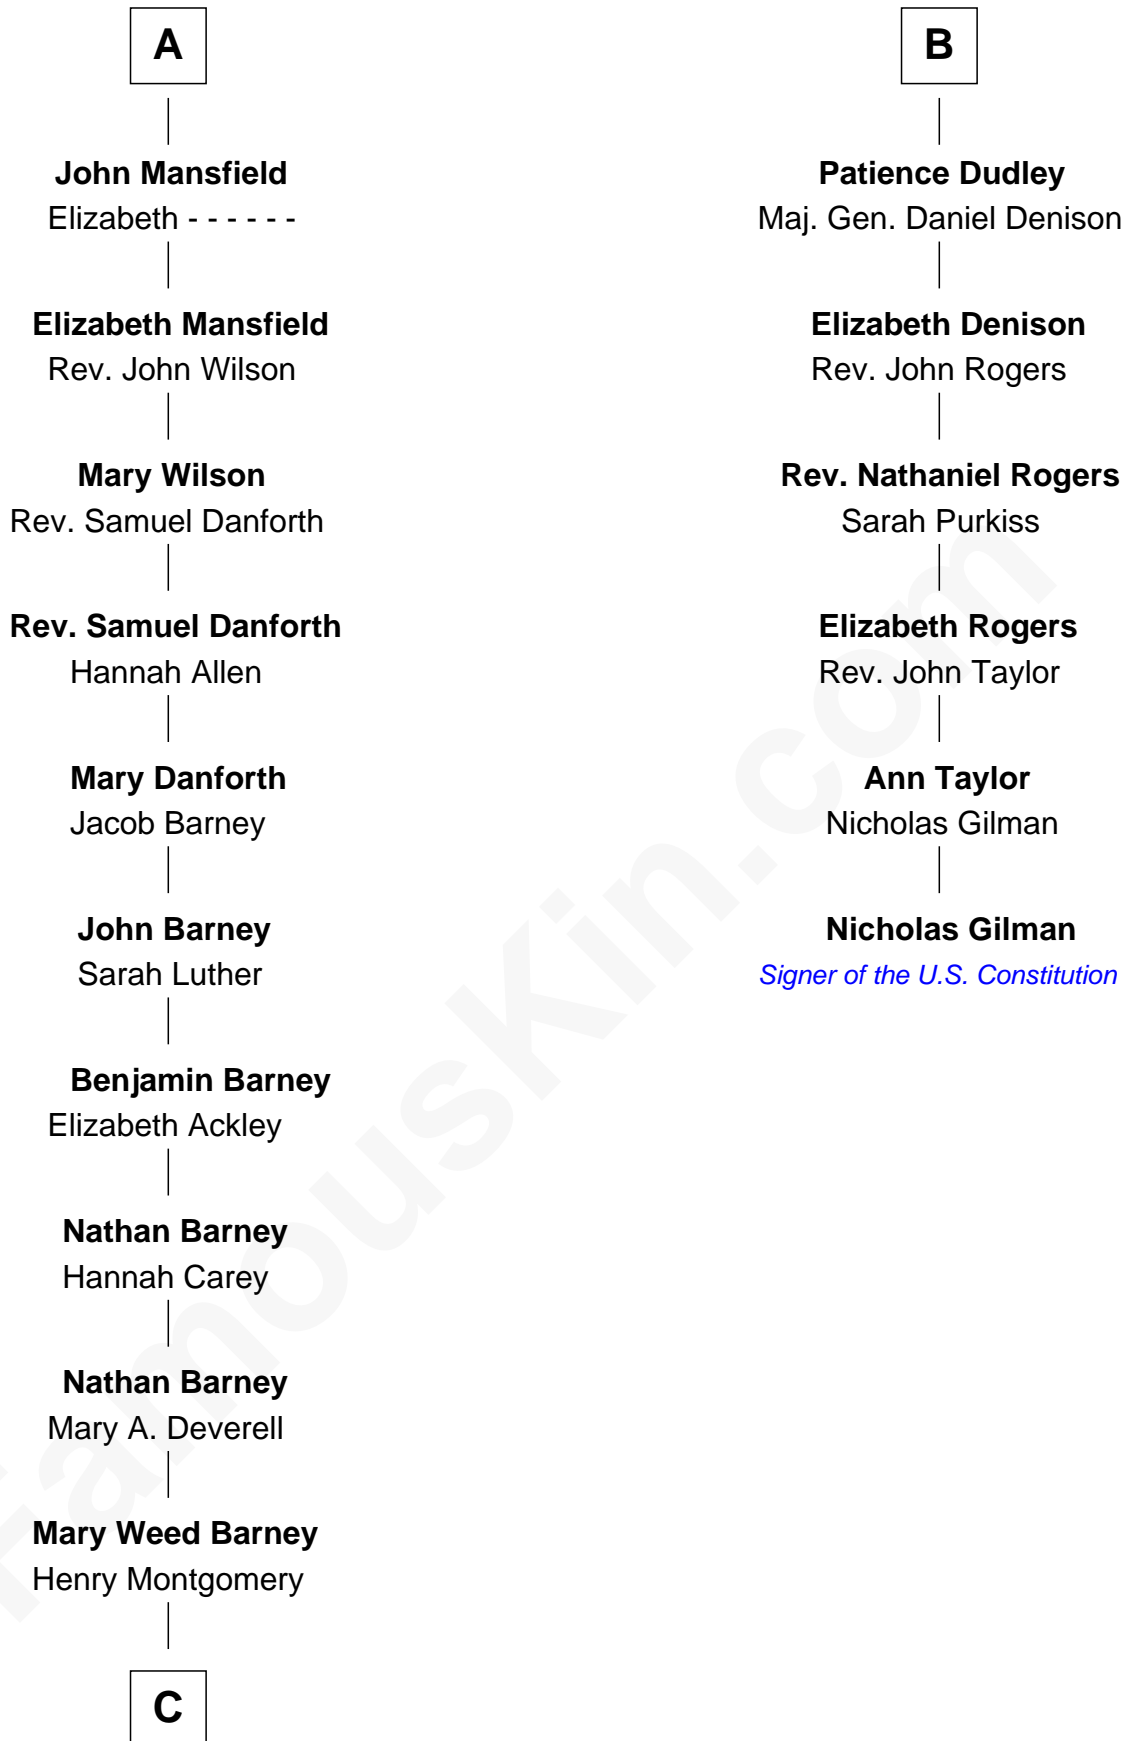 A
John Mansfield
Elizabeth - - - - - -
Elizabeth Mansfield
Rev. John Wilson
Mary Wilson
Rev. Samuel Danforth
Rev. Samuel Danforth
Hannah Allen
Mary Danforth
Jacob Barney
John Barney
Sarah Luther
Benjamin Barney
Elizabeth Ackley
Nathan Barney
Hannah Carey
Nathan Barney
Mary A. Deverell
Mary Weed Barney
Henry Montgomery
C
B
Patience Dudley
Maj. Gen. Daniel Denison
Elizabeth Denison
Rev. John Rogers
Rev. Nathaniel Rogers
Sarah Purkiss
Elizabeth Rogers
Rev. John Taylor
Ann Taylor
Nicholas Gilman
Nicholas Gilman
Signer of the U.S. Constitution
FamousKin.com